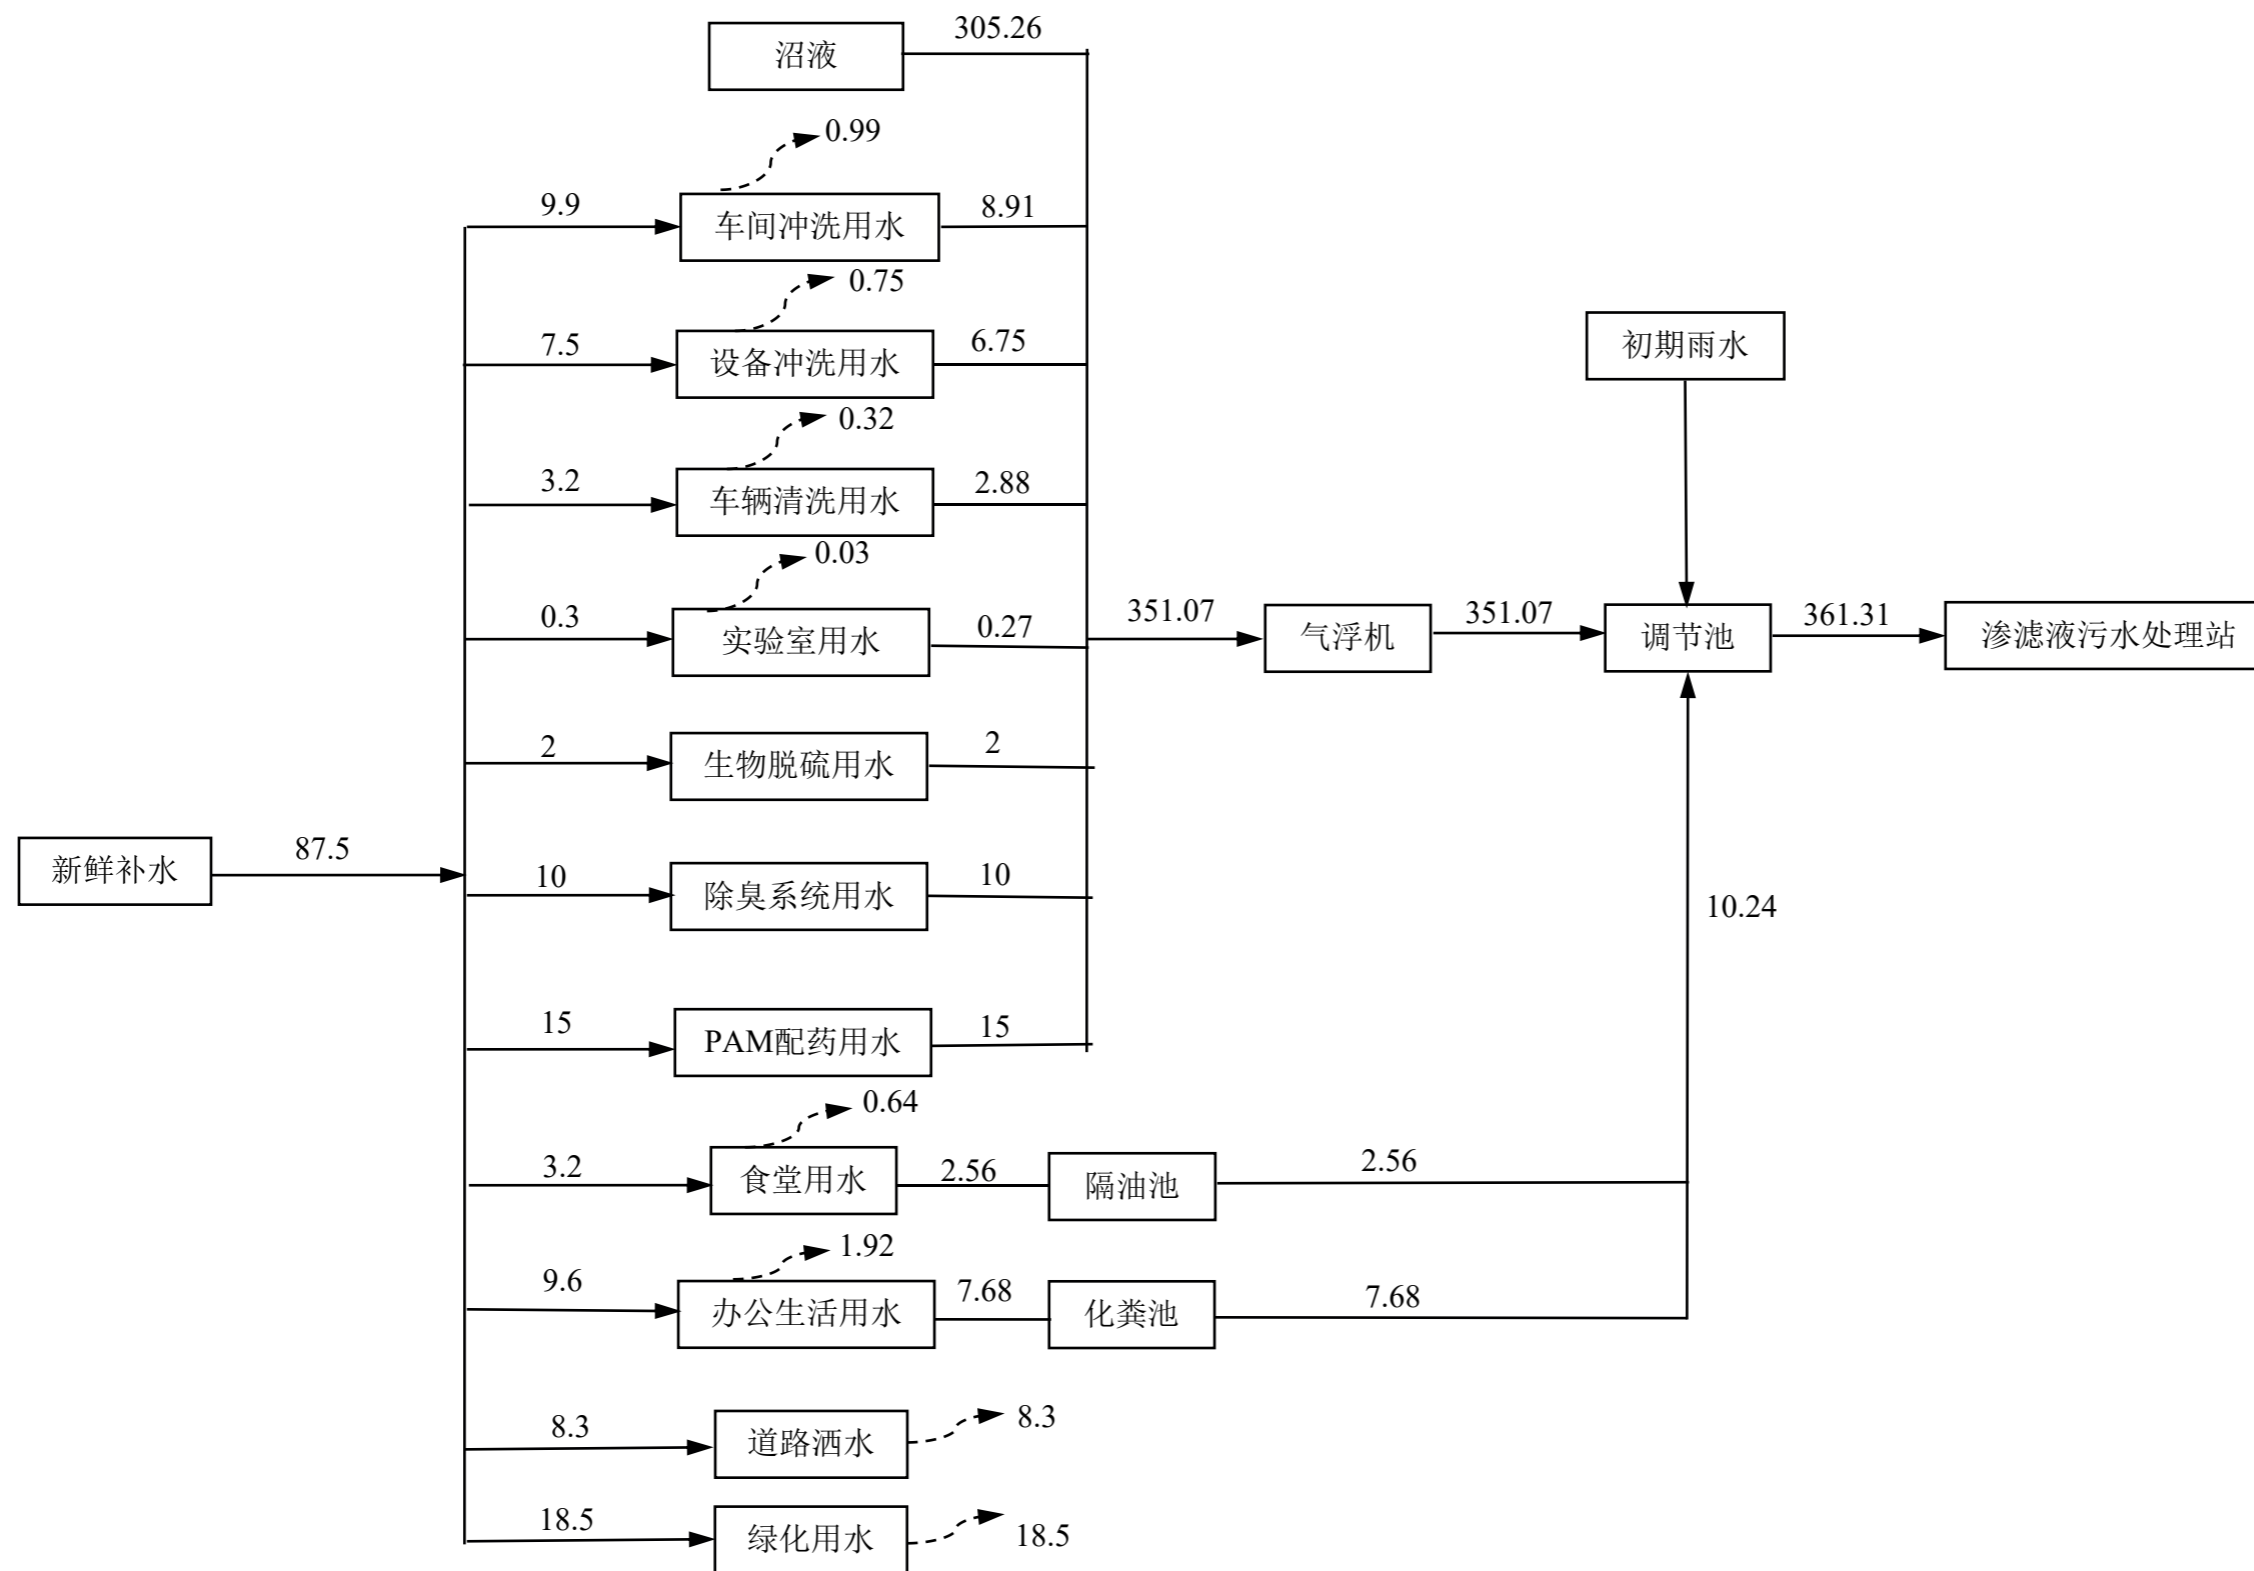 305.26
沼液
0.99
9.9
车间冲洗用水
8.91
0.75
7.5
设备冲洗用水
6.75
初期雨水
0.32
3.2
车辆清洗用水
2.88
0.03
0.3
实验室用水
0.27
351.07
气浮机
351.07
调节池
361.31
渗滤液污水处理站
2
生物脱硫用水
2
新鲜补水
87.5
10
除臭系统用水
10
10.24
15
PAM配药用水
15
0.64
3.2
食堂用水
2.56
隔油池
2.56
1.92
9.6
办公生活用水
7.68
化粪池
7.68
8.3
道路洒水
8.3
18.5
绿化用水
18.5